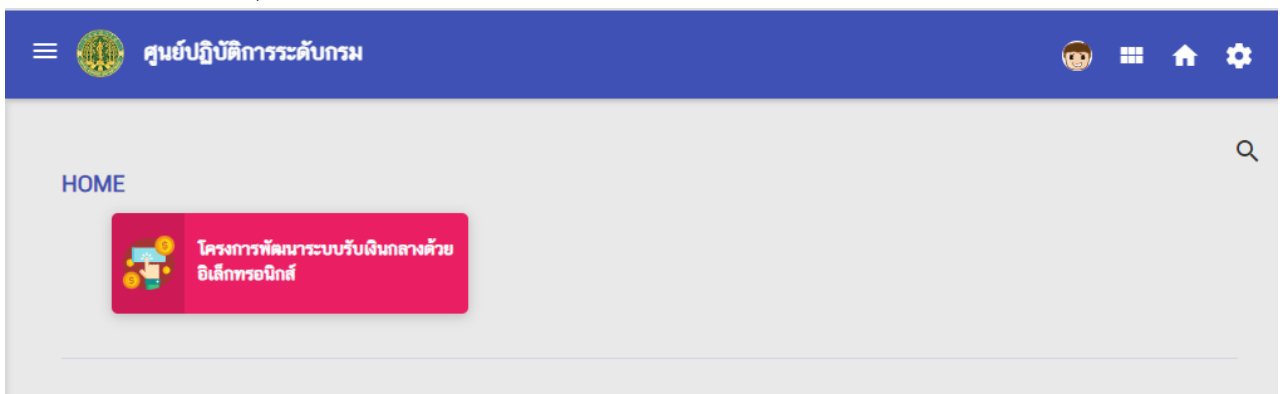 ศูนย์ปฏิบัติการระดับกรม
HOME
โครงการพัฒนาระบบรับเงินกลางด้วย
อิเล็กทรอนิกส์